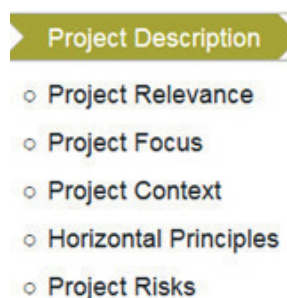 Project Description
Project Relevance
Project Focus
Project Context
Horizontal Principles
Project Risks